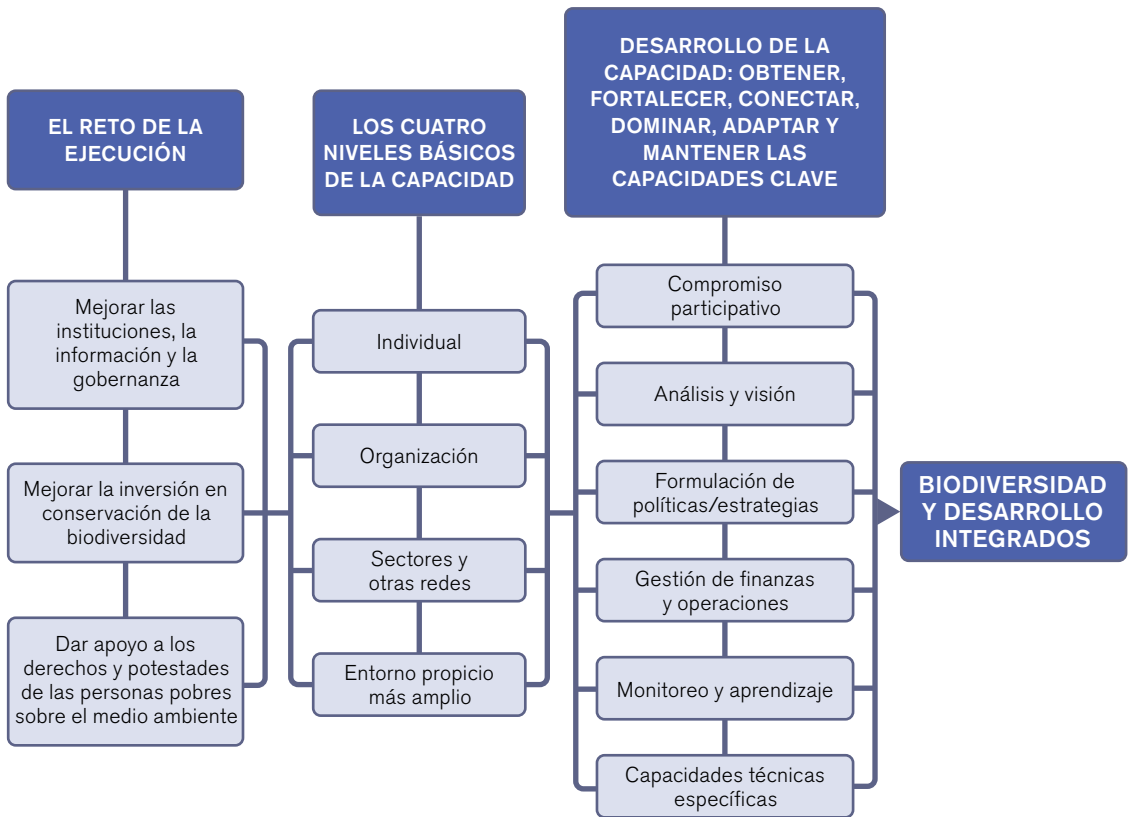 EL RETO DE LA
EJECUCIÓN
Mejorar las
instituciones, la
información y la
gobernanza
Mejorar la inversión en
conservación de la
biodiversidad
Dar apoyo a los
derechos y potestades
de las personas pobres
sobre el medio ambiente
LOS CUATRO
NIVELES BÁSICOS
DE LA CAPACIDAD
Individual
Organización
Sectores y
otras redes
Entorno propicio
más amplio
DESARROLLO DE LA
CAPACIDAD: OBTENER,
FORTALECER, CONECTAR,
DOMINAR, ADAPTAR Y
MANTENER LAS
CAPACIDADES CLAVE
Compromiso
participativo
Análisis y visión
Formulación de
políticas/estrategias
Gestión de finanzas
y operaciones
Monitoreo y aprendizaje
Capacidades técnicas
específicas
BIODIVERSIDAD
Y DESARROLLO
INTEGRADOS